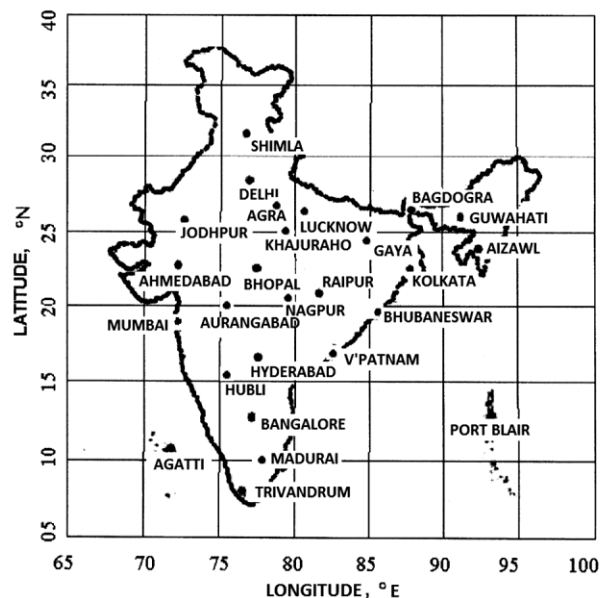 40
35
30
25
20
15
10
05
LATITUDE, °N
SHIMLA
DELHI
AGRA
LUCKNOW
BAGDOGRA
GUWAHATI
JODHPUR
KHAJURAHO
GAYA
AIZAWL
AHMEDABAD
BHOPAL
RAIPUR
KOLKATA
NAGPUR
MUMBAI
AURANGABAD
BHUBANESWAR
V'PATNAM
HYDERABAD
HUBLI
BANGALORE
PORT BLAIR
AGATTI
MADURAI
TRIVANDRUM
65 70 75 80 85 90 95 100
LONGITUDE, °E